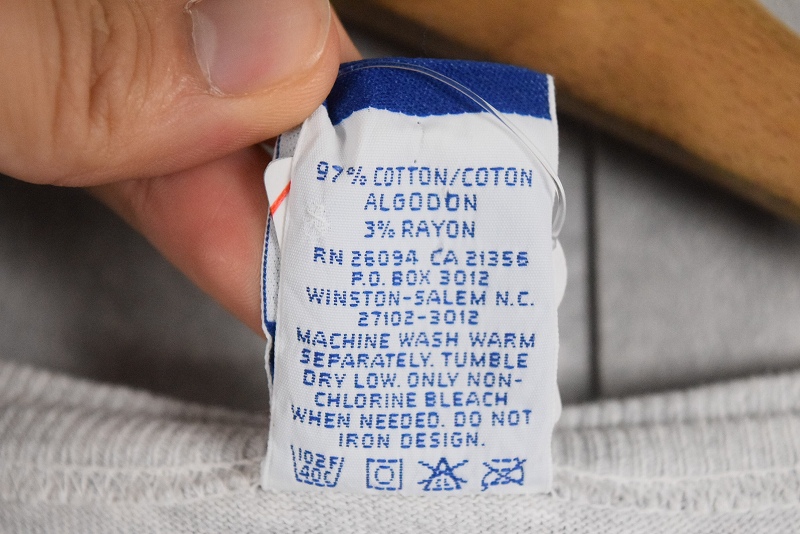 97% COTTON/COTON
ALGODON
3% RAYON
RN 26094 CA 21356
P.O. BOX 3012
WINSTON-SALEM N.C.
27102-3012
MACHINE WASH WARM
SEPARATELY. TUMBLE
DRY LOW. ONLY NON-
CHLORINE BLEACH
WHEN NEEDED. DO NOT
IRON DESIGN.
102F
40C
CL